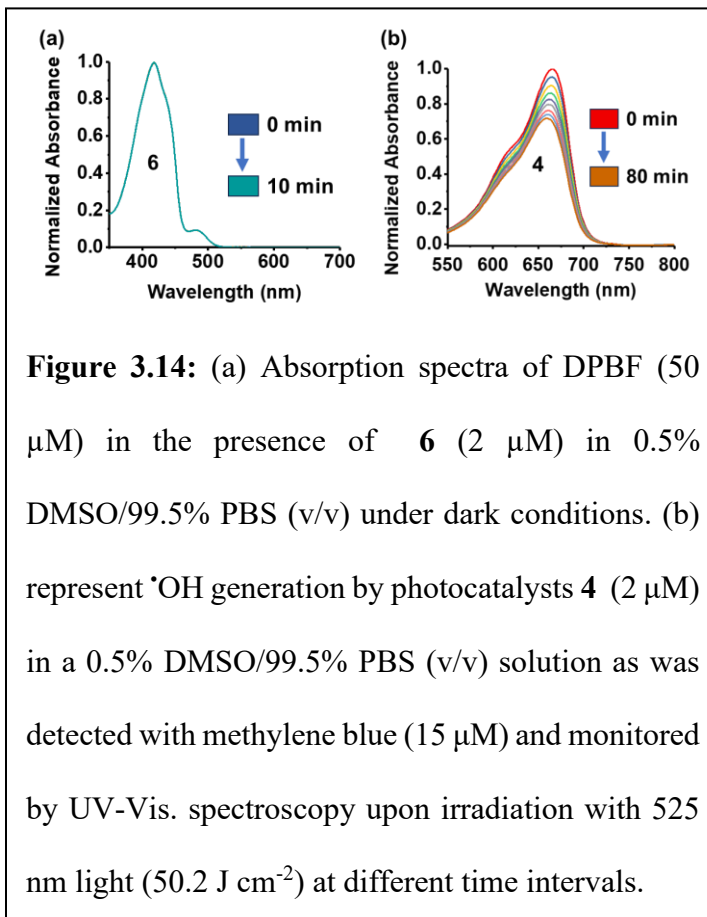 (a)
Normalized Absorbance
1.0
0.8
0.6
0.4
0.2
0.0
6
0 min
10 min
400 500 600 700
Wavelength (nm)
(b)
Normalized Absorbance
1.0
0.8
0.6
0.4
0.2
0.0
4
0 min
80 min
550 600 650 700 750 800
Wavelength (nm)
Figure 3.14: (a) Absorption spectra of DPBF (50
µM) in the presence of 6 (2 µM) in 0.5%
DMSO/99.5% PBS (v/v) under dark conditions. (b)
represent •OH generation by photocatalysts 4 (2 μM)
in a 0.5% DMSO/99.5% PBS (v/v) solution as was
detected with methylene blue (15 μM) and monitored
by UV-Vis. spectroscopy upon irradiation with 525
nm light (50.2 J cm⁻²) at different time intervals.